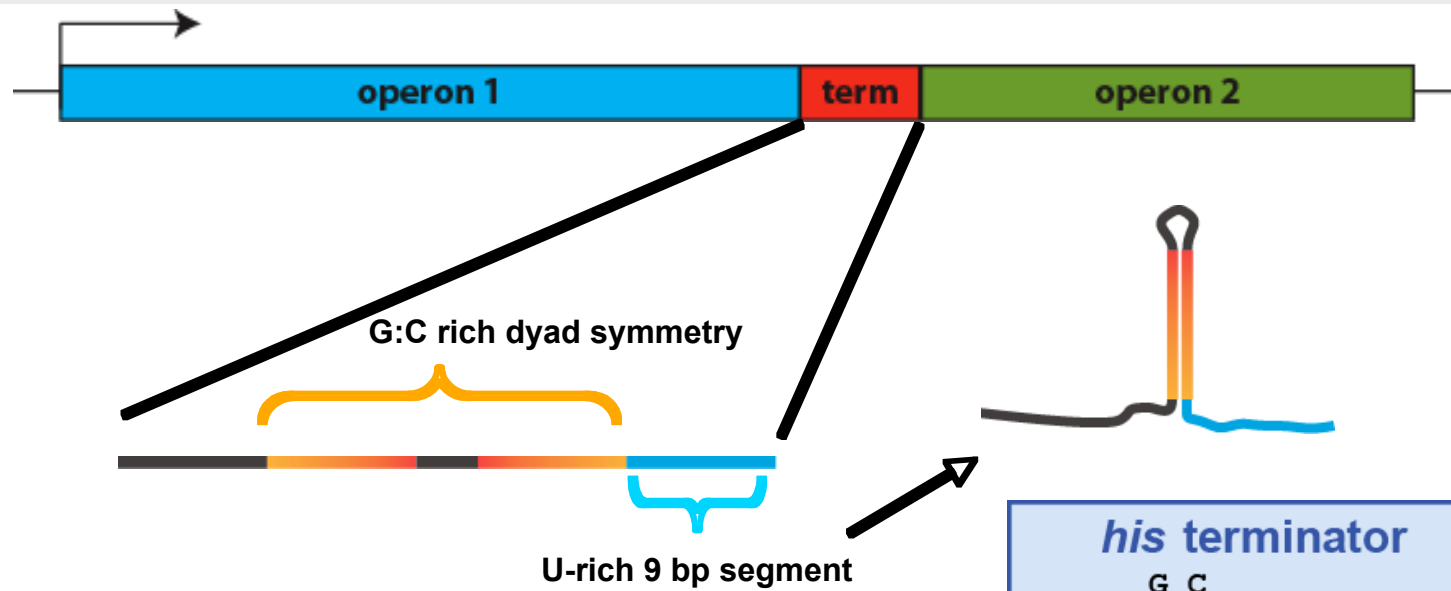 operon 1 term operon 2
G:C rich dyad symmetry
U-rich 9 bp segment
his terminator
G C